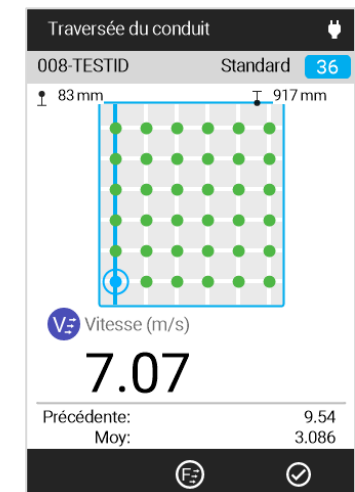 Traversée du conduit
008-TESTID Standard 36
83 mm 917 mm
V Vitesse (m/s)
7.07
Précédente: 9.54
Moy: 3.086
F